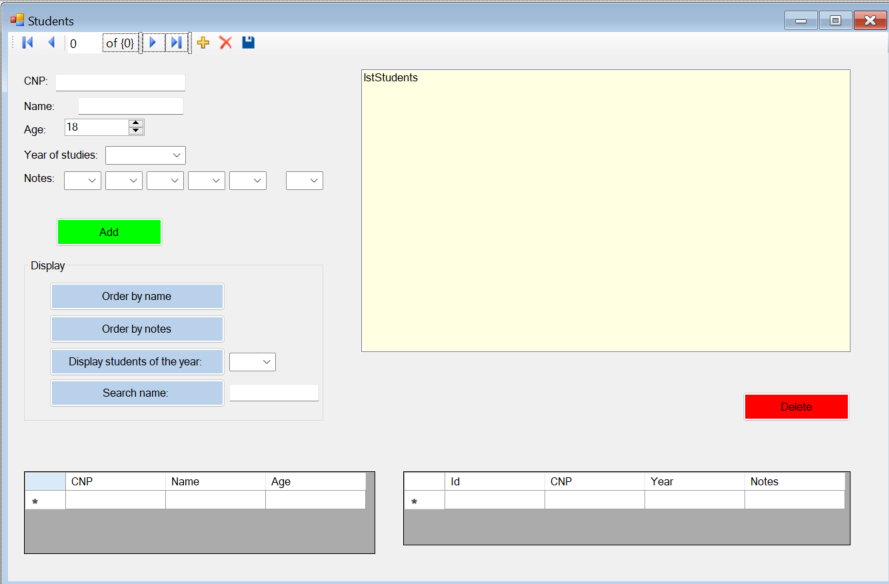 Students
0 of {0}
CNP:
lstStudents
Name:
Age: 18
Year of studies:
Notes:
Add
Display
Order by name
Order by notes
Display students of the year:
Search name:
Delete
CNP Name Age
*
Id CNP Year Notes
*